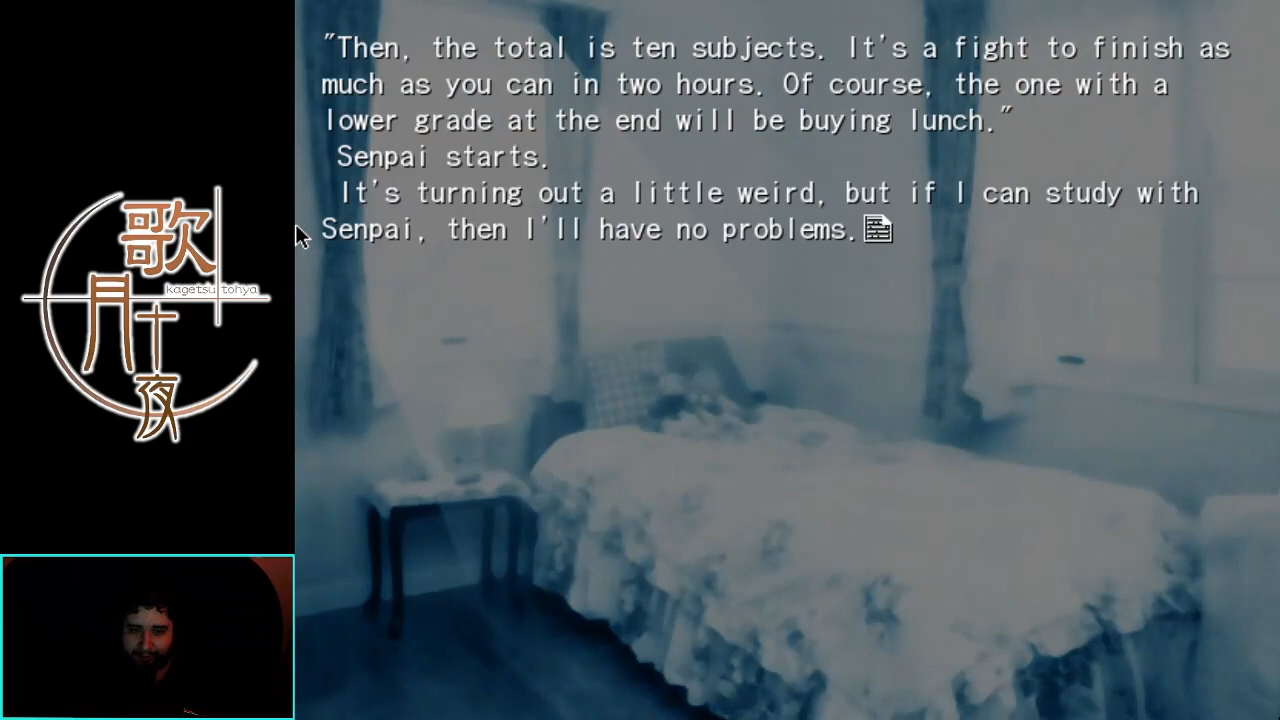 "Then, the total is ten subjects. It's a fight to finish as
much as you can in two hours. Of course, the one with a
lower grade at the end will be buying lunch."
Senpai starts.
It's turning out a little weird, but if I can study with
Senpai, then I'll have no problems.
歌
kagetsu tohya
月
十
夜